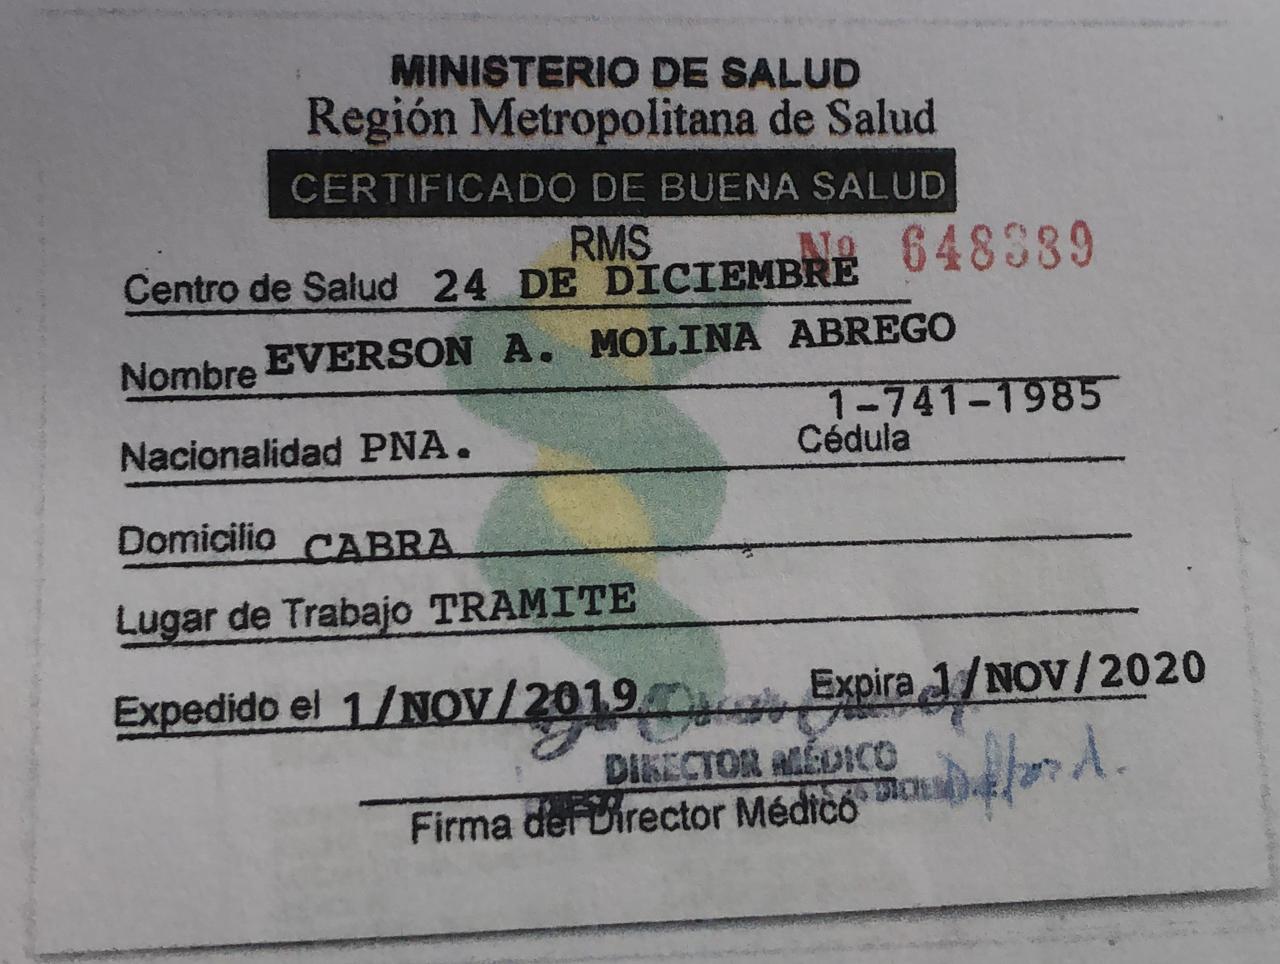 MINISTERIO DE SALUD
Región Metropolitana de Salud
CERTIFICADO DE BUENA SALUD
RMS
Nº 648389
Centro de Salud 24 DE DICIEMBRE
Nombre EVERSON A. MOLINA ABREGO
1-741-1985
Nacionalidad PNA. Cédula
Domicilio CABRA
Lugar de Trabajo TRAMITE
Expedido el 1/NOV/2019 Expira 1/NOV/2020
DIRECTOR MÉDICO
Firma del Director Médico